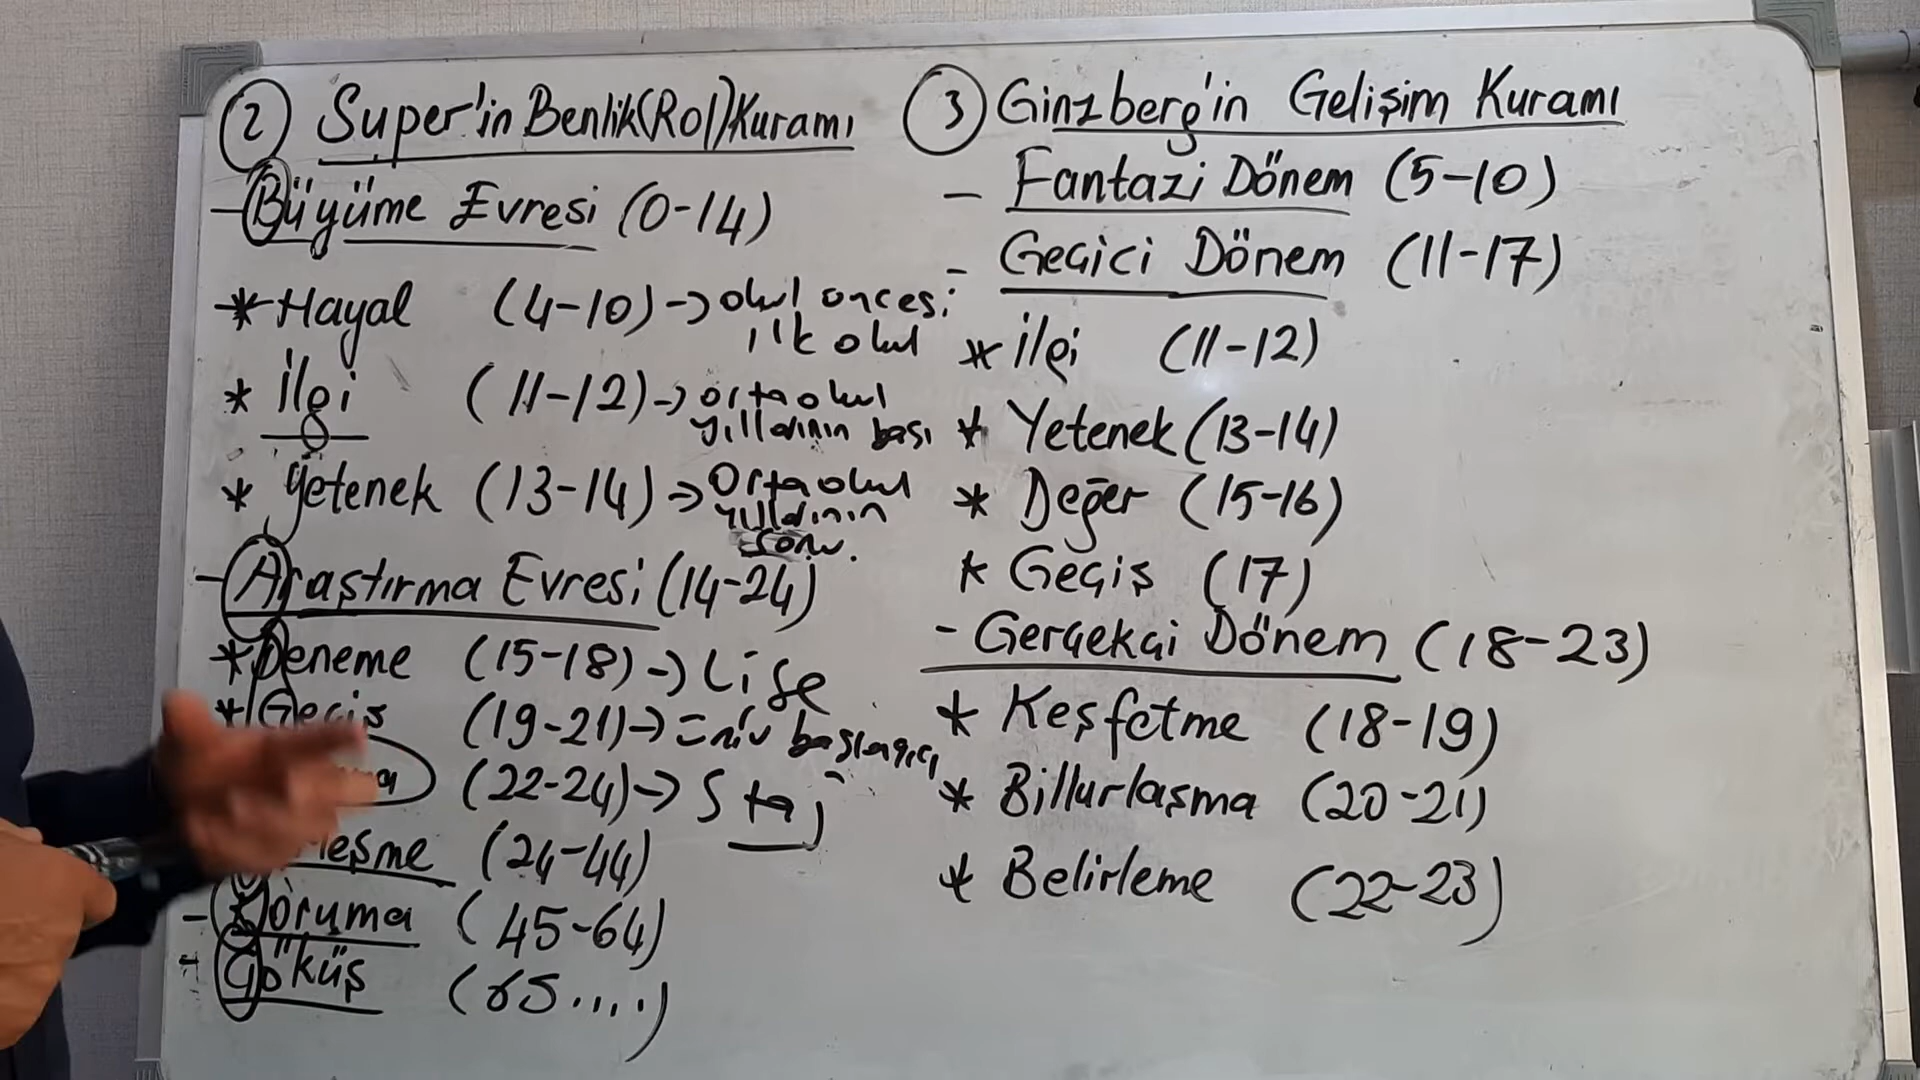 2 Super'in Benlik(Rol)Kuramı
- Büyüme Evresi (0-14)
* Hayal (4-10) → okul öncesi
ilk okul
* İlgi (11-12) → ortaokul
yıllarının başı
* Yetenek (13-14) → Ortaokul
yıllarının
sonu.
- Araştırma Evresi (14-24)
* Deneme (15-18) → Lise
* Geçiş (19-21) → Üniv başlangıcı
(22-24) → Staj
(24-44)
- Koruma (45-64)
- Çöküş (65....)
3 Ginzberg'in Gelişim Kuramı
- Fantazi Dönem (5-10)
- Geçici Dönem (11-17)
* İlgi (11-12)
* Yetenek (13-14)
* Değer (15-16)
* Geçiş (17)
- Gerçekçi Dönem (18-23)
* Keşfetme (18-19)
* Billurlaşma (20-21)
* Belirleme (22-23)